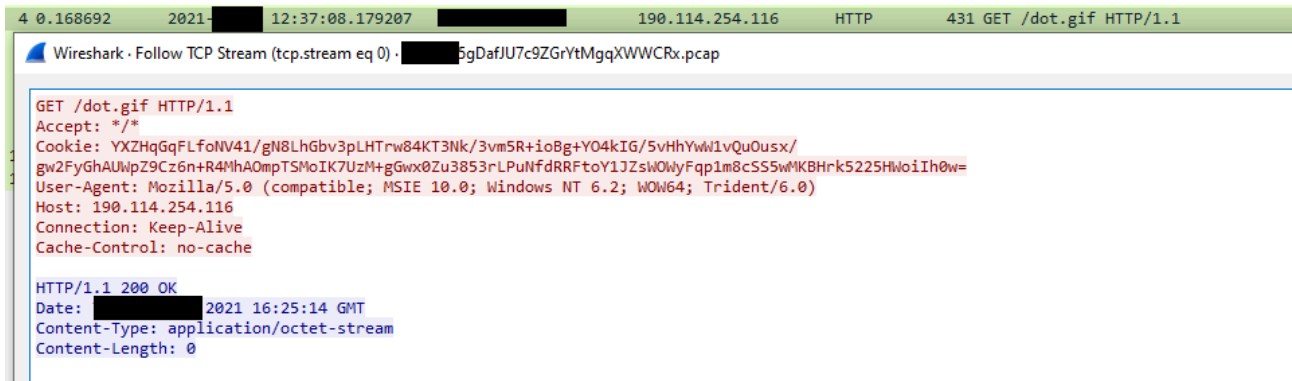 4 0.168692 2021- 12:37:08.179207 190.114.254.116 HTTP 431 GET /dot.gif HTTP/1.1
Wireshark · Follow TCP Stream (tcp.stream eq 0) · 5gDafJU7c9ZGrYtMgqXWWCRx.pcap
GET /dot.gif HTTP/1.1
Accept: */*
Cookie: YXZHqGqFLfoNV41/gN8LhGbv3pLHTrw84KT3Nk/3vm5R+ioBg+YO4kIG/5vHhYwW1vQuOusx/
gw2FyGhAUWpZ9Cz6n+R4MhAOmpTSMoIK7UzM+gGwx0Zu3853rLPuNfdRRFtoY1JZsWOWyFqp1m8cSS5wMKBHrk5225HWoiIh0w=
User-Agent: Mozilla/5.0 (compatible; MSIE 10.0; Windows NT 6.2; WOW64; Trident/6.0)
Host: 190.114.254.116
Connection: Keep-Alive
Cache-Control: no-cache
HTTP/1.1 200 OK
Date: 2021 16:25:14 GMT
Content-Type: application/octet-stream
Content-Length: 0